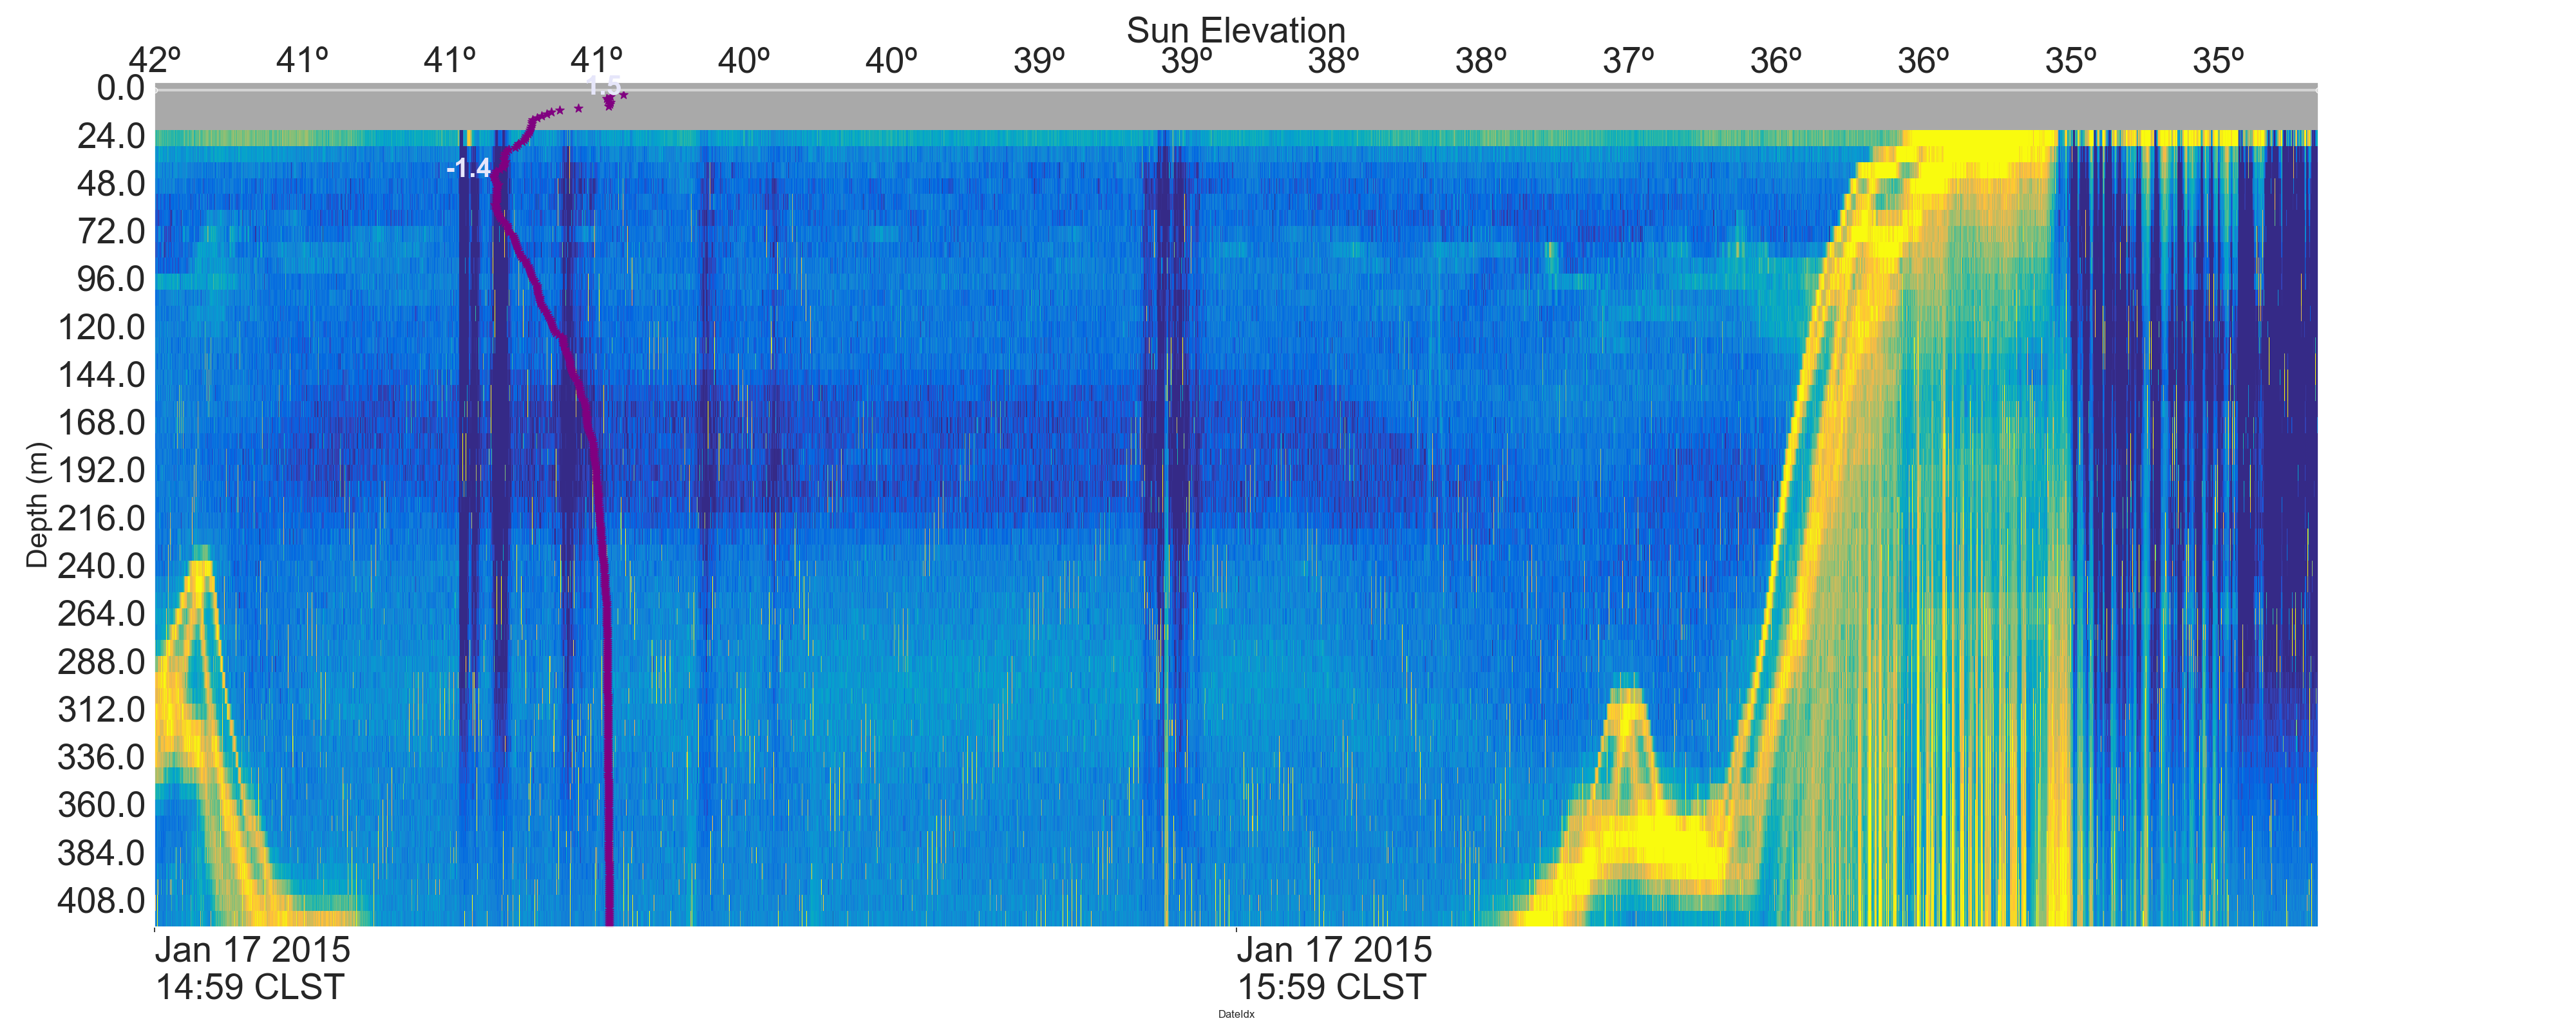 Sun Elevation
42º 41º 41º 41º 40º 40º 39º 39º 38º 38º 37º 36º 36º 35º 35º
0.0
24.0
48.0
72.0
96.0
120.0
144.0
168.0
192.0
216.0
240.0
264.0
288.0
312.0
336.0
360.0
384.0
408.0
Depth (m)
1.5
-1.4
Jan 17 2015
14:59 CLST
Jan 17 2015
15:59 CLST
DateIdx